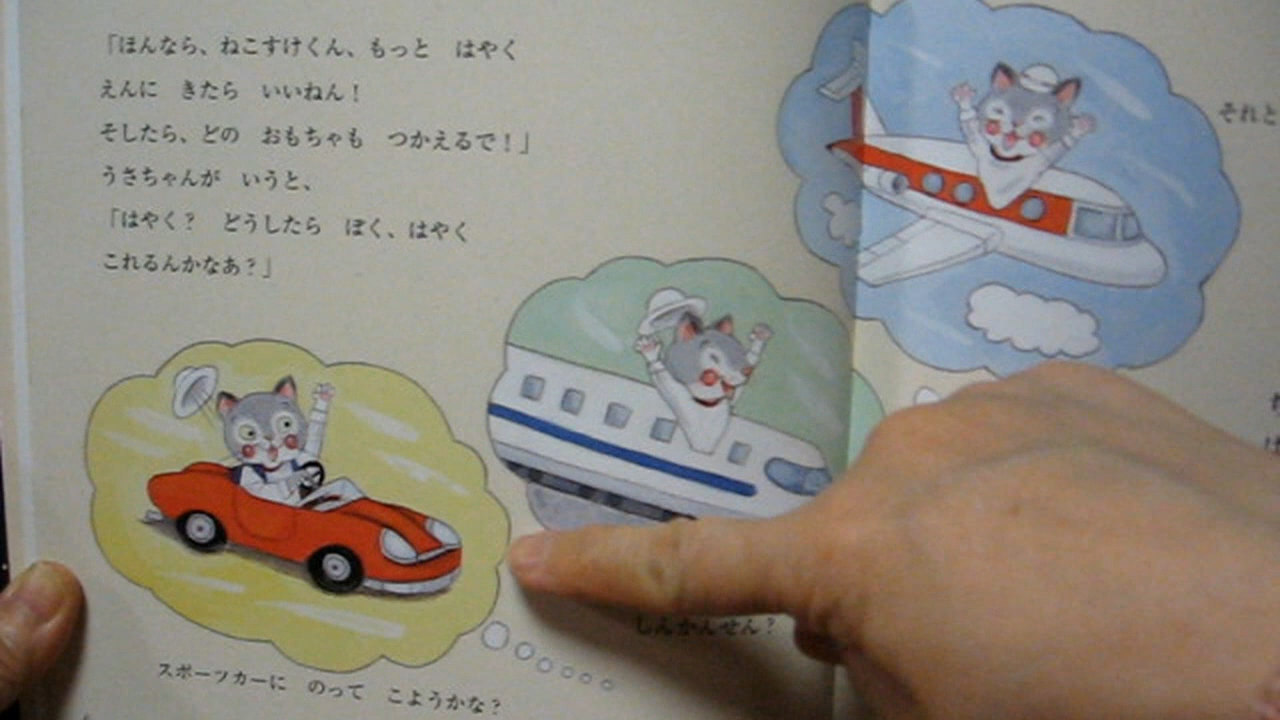 「ほんなら、ねこすけくん、もっと　はやく
えんに　きたら　いいねん！
そしたら、どの　おもちゃも　つかえるで！」
うさちゃんが　いうと、
「はやく？　どうしたら　ぼく、はやく
これるんかなあ？」
スポーツカーに　のって　こようかな？
しんかんせん？
それと